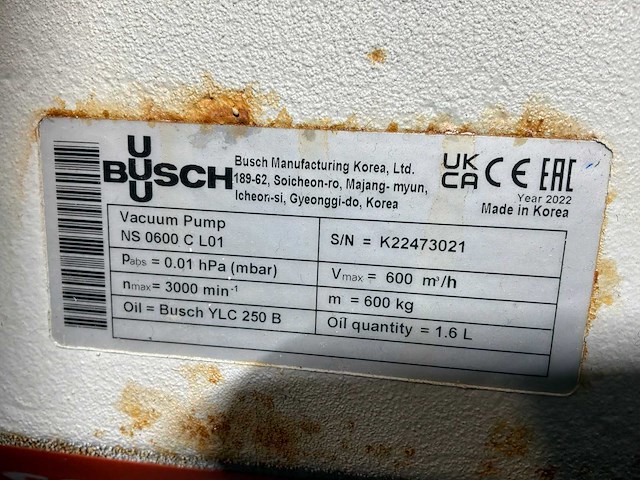 BUSCH
Busch Manufacturing Korea, Ltd.
189-62, Soicheon-ro, Majang- myun,
Icheon-si, Gyeonggi-do, Korea
UK CA CE EAC
Year 2022
Made in Korea
Vacuum Pump
NS 0600 C L01
S/N = K22473021
Pabs = 0.01 hPa (mbar)
Vmax = 600 m³/h
nmax= 3000 min-1
m = 600 kg
Oil = Busch YLC 250 B
Oil quantity = 1.6 L